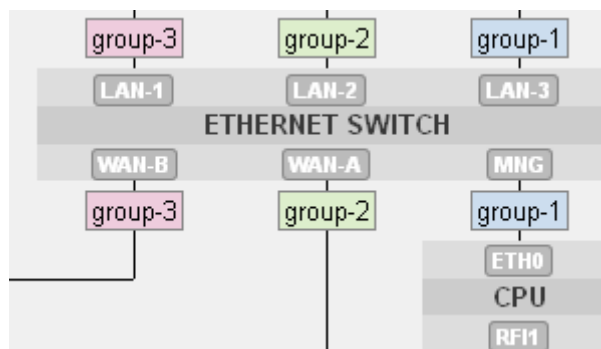 group-3 group-2 group-1
LAN-1 LAN-2 LAN-3
ETHERNET SWITCH
WAN-B WAN-A MNG
group-3 group-2 group-1
ETH0
CPU
RFI1